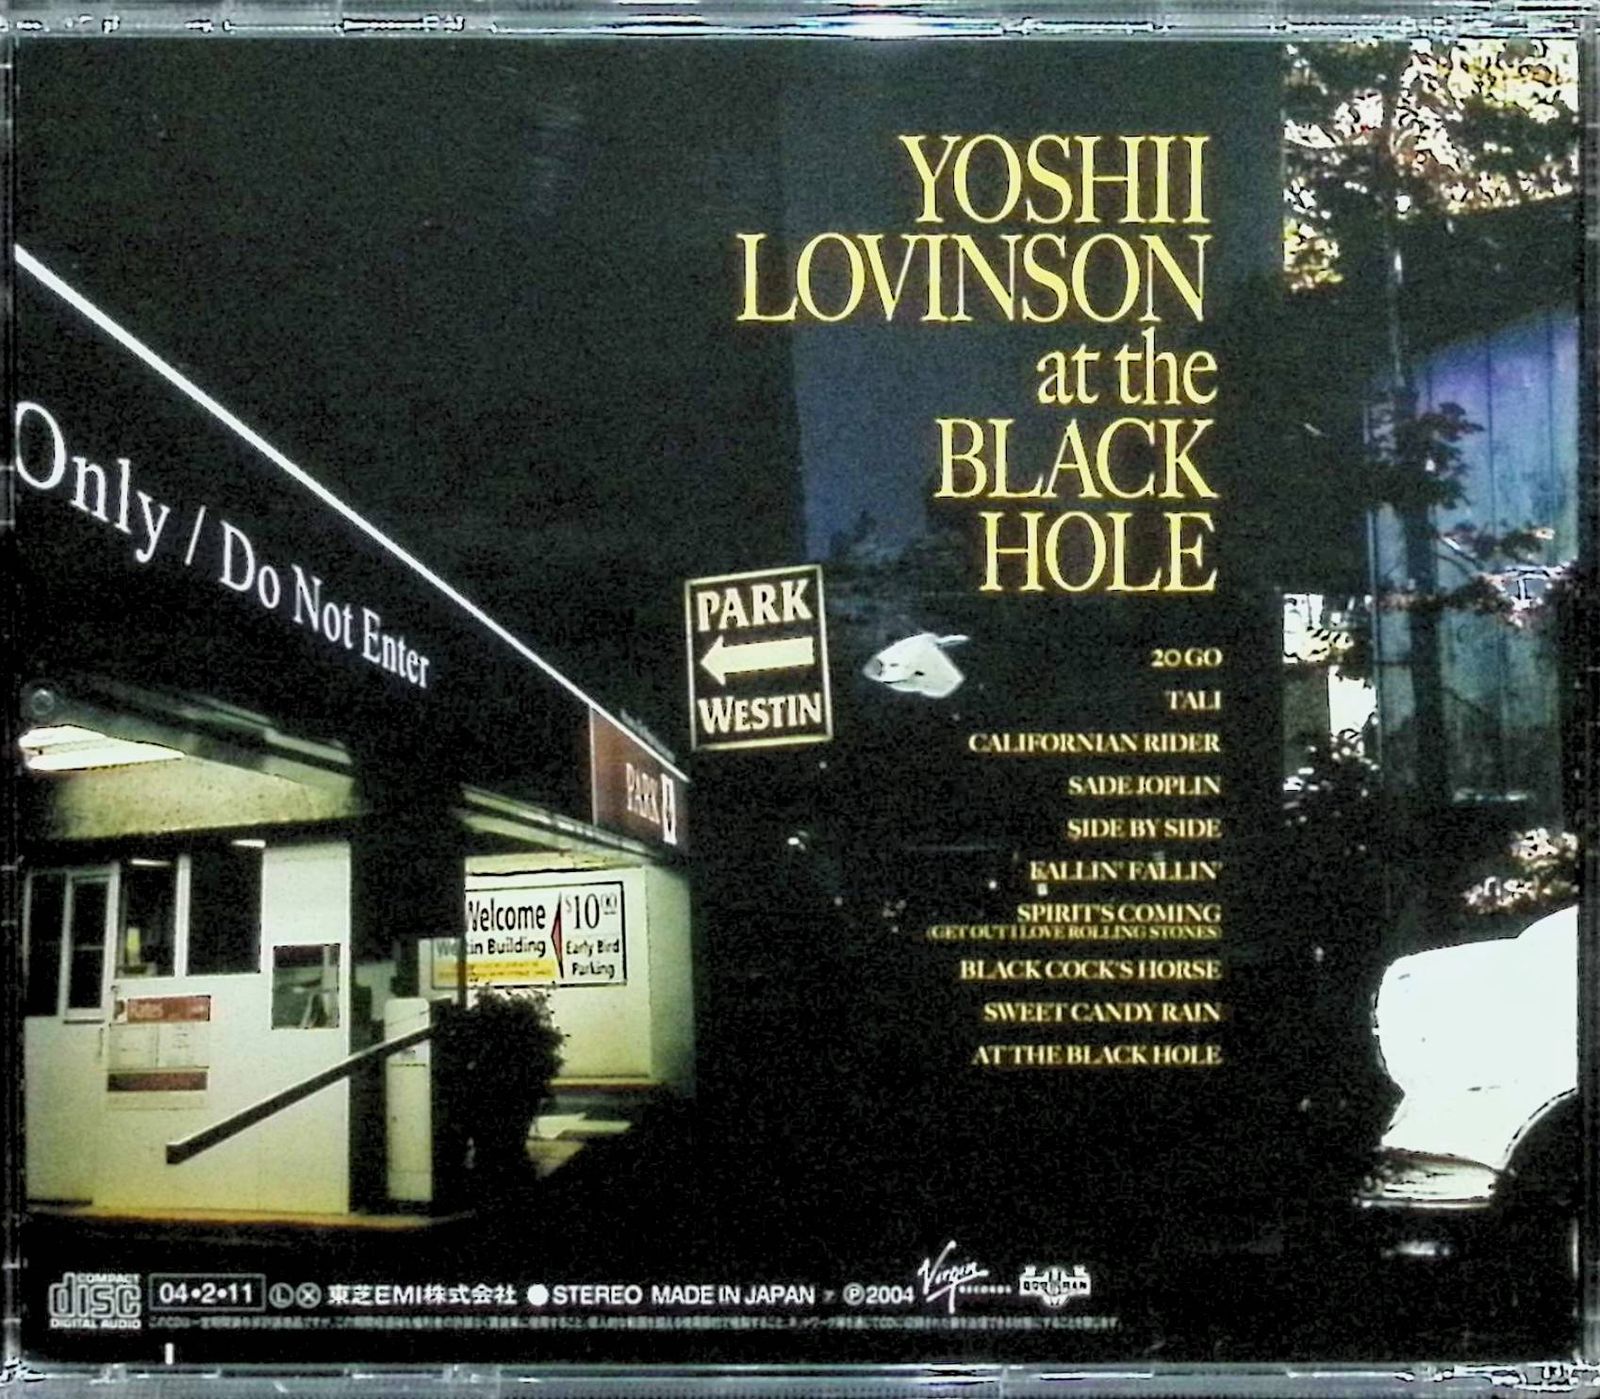 YOSHII
LOVINSON
at the
BLACK
HOLE
Only / Do Not Enter
PARK
WESTIN
PARK
20 GO
TALI
CALIFORNIAN RIDER
SADE JOPLIN
SIDE BY SIDE
FALLIN' FALLIN'
SPIRIT'S COMING
(GET OUT I LOVE ROLLING STONES)
BLACK COCK'S HORSE
SWEET CANDY RAIN
AT THE BLACK HOLE
Welcome
Building
$10 00
Early Bird
Parking
Rates
COMPACT
disc
DIGITAL AUDIO
04・2・11 Ⓛ Ⓧ 東芝EMI株式会社 ●STEREO MADE IN JAPAN ℗2004
Virgin
RECORDS